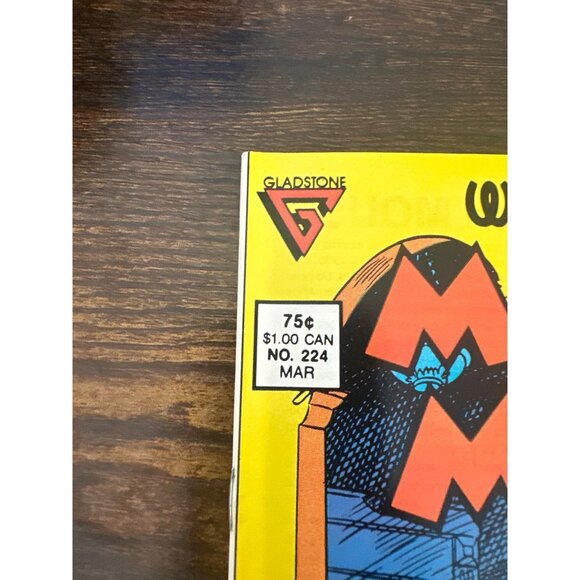 GLADSTONE
G
W
75¢
$1.00 CAN
NO. 224
MAR
M
M